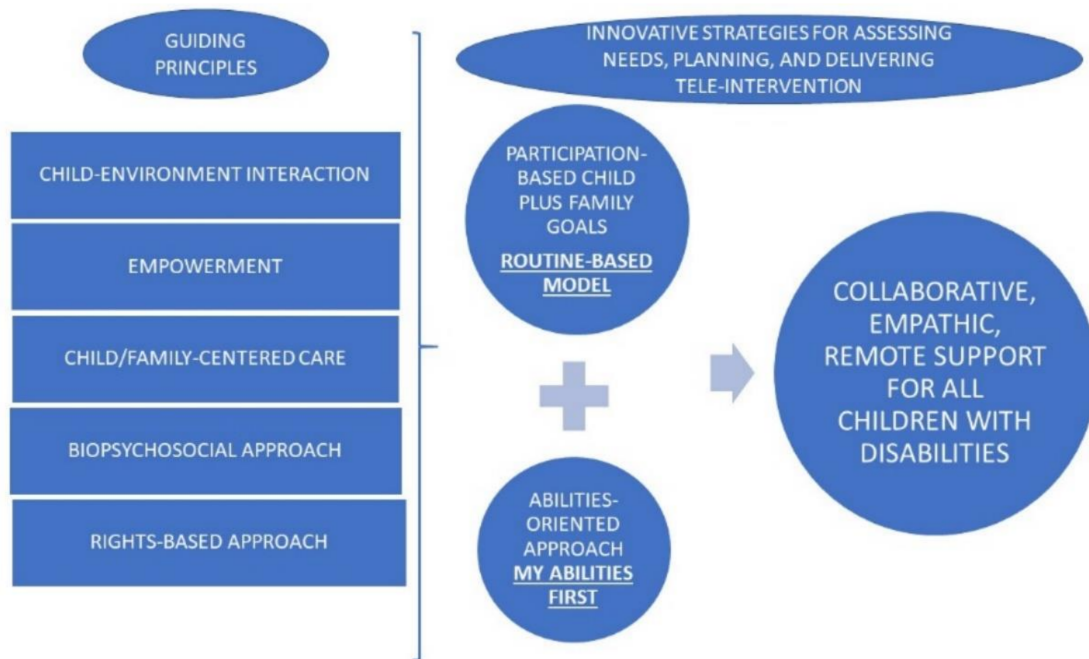 GUIDING
PRINCIPLES
CHILD-ENVIRONMENT INTERACTION
EMPOWERMENT
CHILD/FAMILY-CENTERED CARE
BIOPSYCHOSOCIAL APPROACH
RIGHTS-BASED APPROACH
INNOVATIVE STRATEGIES FOR ASSESSING
NEEDS, PLANNING, AND DELIVERING
TELE-INTERVENTION
PARTICIPATION-
BASED CHILD
PLUS FAMILY
GOALS
ROUTINE-BASED
MODEL
ABILITIES-
ORIENTED
APPROACH
MY ABILITIES
FIRST
COLLABORATIVE,
EMPATHIC,
REMOTE SUPPORT
FOR ALL
CHILDREN WITH
DISABILITIES